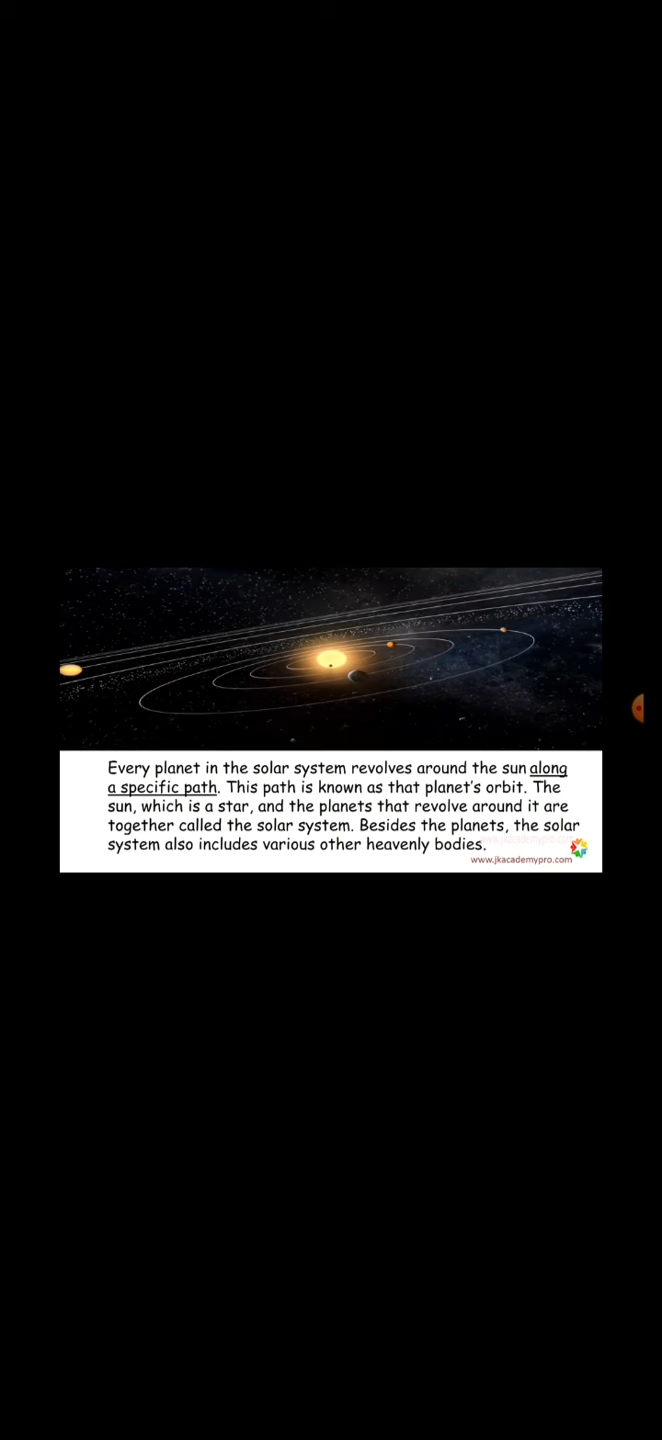 Every planet in the solar system revolves around the sun along
a specific path. This path is known as that planet's orbit. The
sun, which is a star, and the planets that revolve around it are
together called the solar system. Besides the planets, the solar
system also includes various other heavenly bodies.
www.jkacademypro.com